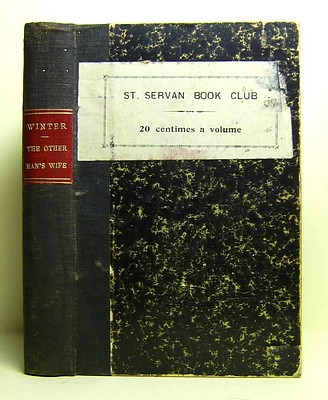 WINTER
THE OTHER
MAN'S WIFE
ST. SERVAN BOOK CLUB
20 centimes a volume